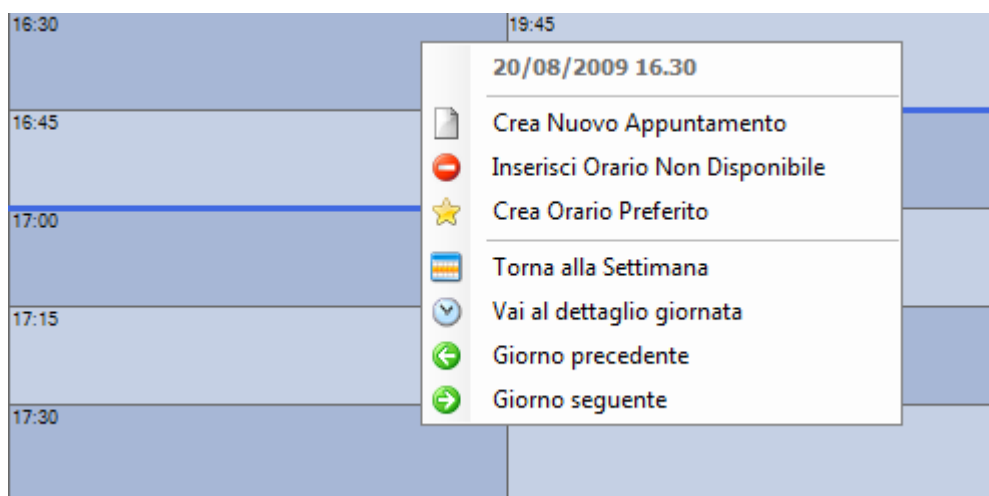 16:30
16:45
17:00
17:15
17:30
19:45
20/08/2009 16.30
Crea Nuovo Appuntamento
Inserisci Orario Non Disponibile
Crea Orario Preferito
Torna alla Settimana
Vai al dettaglio giornata
Giorno precedente
Giorno seguente